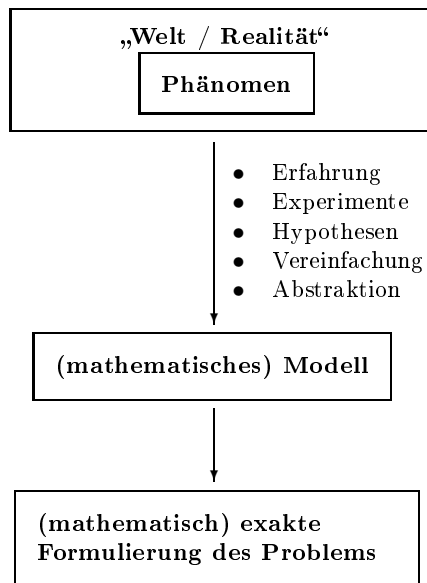 „Welt / Realität“
Phänomen
• Erfahrung
• Experimente
• Hypothesen
• Vereinfachung
• Abstraktion
(mathematisches) Modell
(mathematisch) exakte
Formulierung des Problems